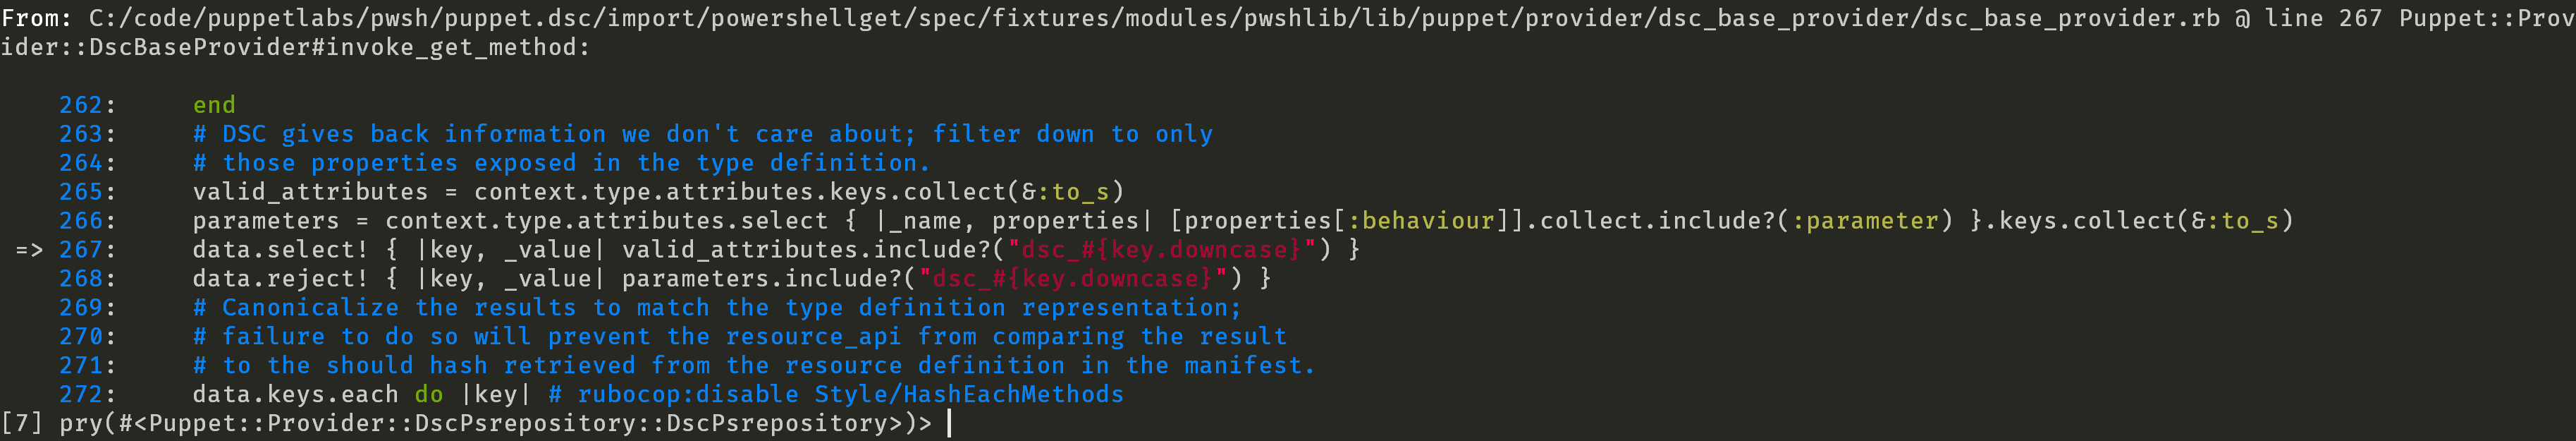 From: C:/code/puppetlabs/pwsh/puppet.dsc/import/powershellget/spec/fixtures/modules/pwshlib/lib/puppet/provider/dsc_base_provider/dsc_base_provider.rb @ line 267 Puppet::Prov
ider::DscBaseProvider#invoke_get_method:

    262:     end
    263:     # DSC gives back information we don't care about; filter down to only
    264:     # those properties exposed in the type definition.
    265:     valid_attributes = context.type.attributes.keys.collect(&:to_s)
    266:     parameters = context.type.attributes.select { |_name, properties| [properties[:behaviour]].collect.include?(:parameter) }.keys.collect(&:to_s)
 => 267:     data.select! { |key, _value| valid_attributes.include?("dsc_#{key.downcase}") }
    268:     data.reject! { |key, _value| parameters.include?("dsc_#{key.downcase}") }
    269:     # Canonicalize the results to match the type definition representation;
    270:     # failure to do so will prevent the resource_api from comparing the result
    271:     # to the should hash retrieved from the resource definition in the manifest.
    272:     data.keys.each do |key| # rubocop:disable Style/HashEachMethods
[7] pry(#<Puppet::Provider::DscPsrepository::DscPsrepository>)>